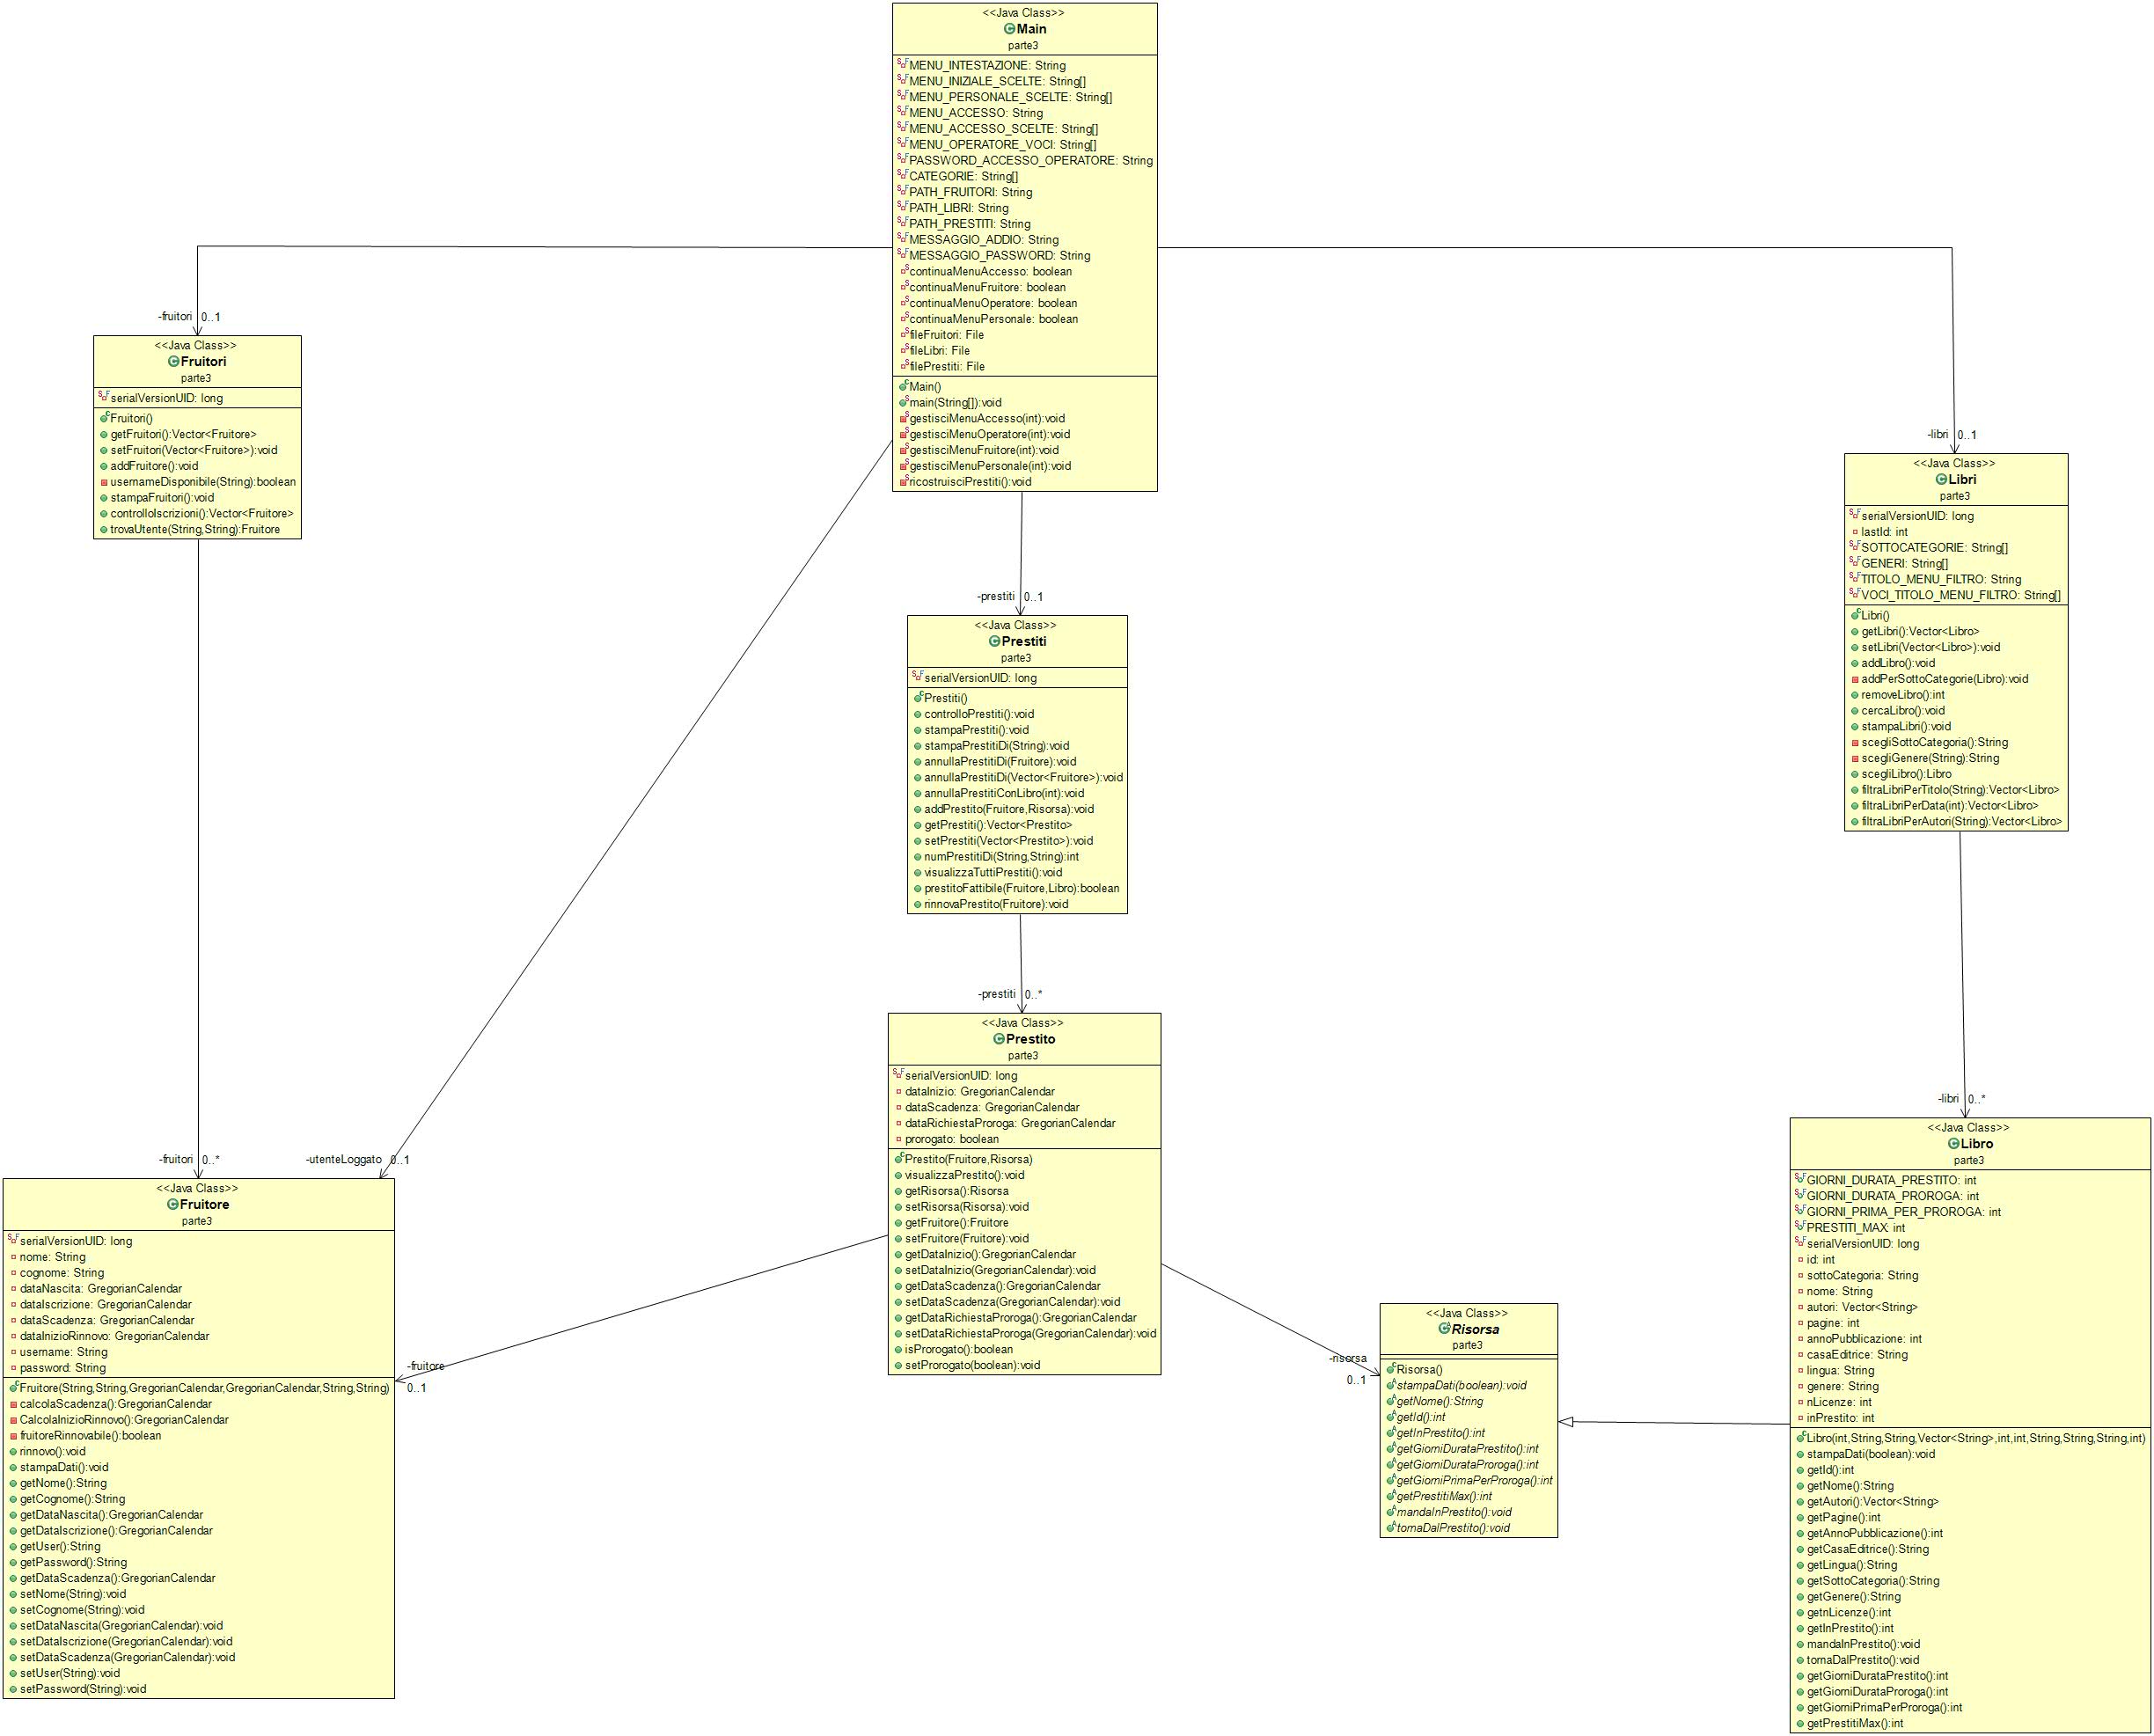 <<Java Class>>
Main
parte3
MENU_INTESTAZIONE: String
MENU_INIZIALE_SCELTE: String[]
MENU_PERSONALE_SCELTE: String[]
MENU_ACCESSO: String
MENU_ACCESSO_SCELTE: String[]
MENU_OPERATORE_VOCI: String[]
PASSWORD_ACCESSO_OPERATORE: String
CATEGORIE: String[]
PATH_FRUITORI: String
PATH_LIBRI: String
PATH_PRESTITI: String
MESSAGGIO_ADDIO: String
MESSAGGIO_PASSWORD: String
continuaMenuAccesso: boolean
continuaMenuFruitore: boolean
continuaMenuOperatore: boolean
continuaMenuPersonale: boolean
fileFruitori: File
fileLibri: File
filePrestiti: File
Main()
main(String[]):void
gestisciMenuAccesso(int):void
gestisciMenuOperatore(int):void
gestisciMenuFruitore(int):void
gestisciMenuPersonale(int):void
ricostruisciPrestiti():void
-fruitori 0..1
<<Java Class>>
Fruitori
parte3
serialVersionUID: long
Fruitori()
getFruitori():Vector<Fruitore>
setFruitori(Vector<Fruitore>):void
addFruitore():void
usernameDisponibile(String):boolean
stampaFruitori():void
controlloIscrizioni():Vector<Fruitore>
trovaUtente(String,String):Fruitore
-libri 0..1
<<Java Class>>
Libri
parte3
serialVersionUID: long
lastId: int
SOTTOCATEGORIE: String[]
GENERI: String[]
TITOLO_MENU_FILTRO: String
VOCI_TITOLO_MENU_FILTRO: String[]
Libri()
getLibri():Vector<Libro>
setLibri(Vector<Libro>):void
addLibro():void
addPerSottoCategorie(Libro):void
removeLibro():int
cercaLibro():void
stampaLibri():void
scegliSottoCategoria():String
scegliGenere(String):String
scegliLibro():Libro
filtraLibriPerTitolo(String):Vector<Libro>
filtraLibriPerData(int):Vector<Libro>
filtraLibriPerAutori(String):Vector<Libro>
-prestiti 0..1
<<Java Class>>
Prestiti
parte3
serialVersionUID: long
Prestiti()
controlloPrestiti():void
stampaPrestiti():void
stampaPrestitiDi(String):void
annullaPrestitiDi(Fruitore):void
annullaPrestitiDi(Vector<Fruitore>):void
annullaPrestitiConLibro(int):void
addPrestito(Fruitore,Risorsa):void
getPrestiti():Vector<Prestito>
setPrestiti(Vector<Prestito>):void
numPrestitiDi(String,String):int
visualizzaTuttiPrestiti():void
prestitoFattibile(Fruitore,Libro):boolean
rinnovaPrestito(Fruitore):void
-prestiti 0..*
<<Java Class>>
Prestito
parte3
serialVersionUID: long
dataInizio: GregorianCalendar
dataScadenza: GregorianCalendar
dataRichiestaProroga: GregorianCalendar
prorogato: boolean
Prestito(Fruitore,Risorsa)
visualizzaPrestito():void
getRisorsa():Risorsa
setRisorsa(Risorsa):void
getFruitore():Fruitore
setFruitore(Fruitore):void
getDataInizio():GregorianCalendar
setDataInizio(GregorianCalendar):void
getDataScadenza():GregorianCalendar
setDataScadenza(GregorianCalendar):void
getDataRichiestaProroga():GregorianCalendar
setDataRichiestaProroga(GregorianCalendar):void
isProrogato():boolean
setProrogato(boolean):void
-fruitori 0..*
-utenteLoggato 0..1
<<Java Class>>
Fruitore
parte3
serialVersionUID: long
nome: String
cognome: String
dataNascita: GregorianCalendar
dataIscrizione: GregorianCalendar
dataScadenza: GregorianCalendar
dataInizioRinnovo: GregorianCalendar
username: String
password: String
Fruitore(String,String,GregorianCalendar,GregorianCalendar,String,String)
calcolaScadenza():GregorianCalendar
CalcolaInizioRinnovo():GregorianCalendar
fruitoreRinnovabile():boolean
rinnovo():void
stampaDati():void
getNome():String
getCognome():String
getDataNascita():GregorianCalendar
getDataIscrizione():GregorianCalendar
getUser():String
getPassword():String
getDataScadenza():GregorianCalendar
setNome(String):void
setCognome(String):void
setDataNascita(GregorianCalendar):void
setDataIscrizione(GregorianCalendar):void
setDataScadenza(GregorianCalendar):void
setUser(String):void
setPassword(String):void
-fruitore
0..1
-risorsa
0..1
<<Java Class>>
Risorsa
parte3
Risorsa()
stampaDati(boolean):void
getNome():String
getId():int
getInPrestito():int
getGiorniDurataPrestito():int
getGiorniDurataProroga():int
getGiorniPrimaPerProroga():int
getPrestitiMax():int
mandaInPrestito():void
tornaDalPrestito():void
-libri 0..*
<<Java Class>>
Libro
parte3
GIORNI_DURATA_PRESTITO: int
GIORNI_DURATA_PROROGA: int
GIORNI_PRIMA_PER_PROROGA: int
PRESTITI_MAX: int
serialVersionUID: long
id: int
sottoCategoria: String
nome: String
autori: Vector<String>
pagine: int
annoPubblicazione: int
casaEditrice: String
lingua: String
genere: String
nLicenze: int
inPrestito: int
Libro(int,String,String,Vector<String>,int,int,String,String,String,int)
stampaDati(boolean):void
getId():int
getNome():String
getAutori():Vector<String>
getPagine():int
getAnnoPubblicazione():int
getCasaEditrice():String
getLingua():String
getSottoCategoria():String
getGenere():String
getnLicenze():int
getInPrestito():int
mandaInPrestito():void
tornaDalPrestito():void
getGiorniDurataPrestito():int
getGiorniDurataProroga():int
getGiorniPrimaPerProroga():int
getPrestitiMax():int